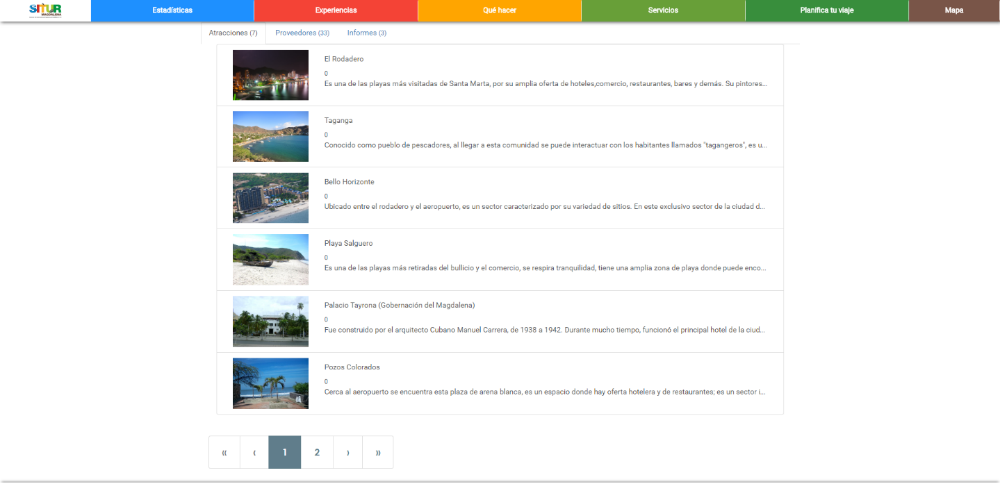 SITUR
MAGDALENA
Estadísticas
Experiencias
Qué hacer
Servicios
Planifica tu viaje
Mapa
Atracciones (7)
Proveedores (33)
Informes (3)
El Rodadero
0
Es una de las playas más visitadas de Santa Marta, por su amplia oferta de hoteles,comercio, restaurantes, bares y demás. Su pintores...
Taganga
0
Conocido como pueblo de pescadores, al llegar a esta comunidad se puede interactuar con los habitantes llamados "tagangeros", es u...
Bello Horizonte
0
Ubicado entre el rodadero y el aeropuerto, es un sector caracterizado por su variedad de sitios. En este exclusivo sector de la ciudad d...
Playa Salguero
0
Es una de las playas más retiradas del bullicio y el comercio, se respira tranquilidad, tiene una amplia zona de playa donde puede enco...
Palacio Tayrona (Gobernación del Magdalena)
0
Fue construido por el arquitecto Cubano Manuel Carrera, de 1938 a 1942. Durante mucho tiempo, funcionó el principal hotel de la ciud...
Pozos Colorados
0
Cerca al aeropuerto se encuentra esta plaza de arena blanca, es un espacio donde hay oferta hotelera y de restaurantes; es un sector i...
« ‹ 1 2 › »